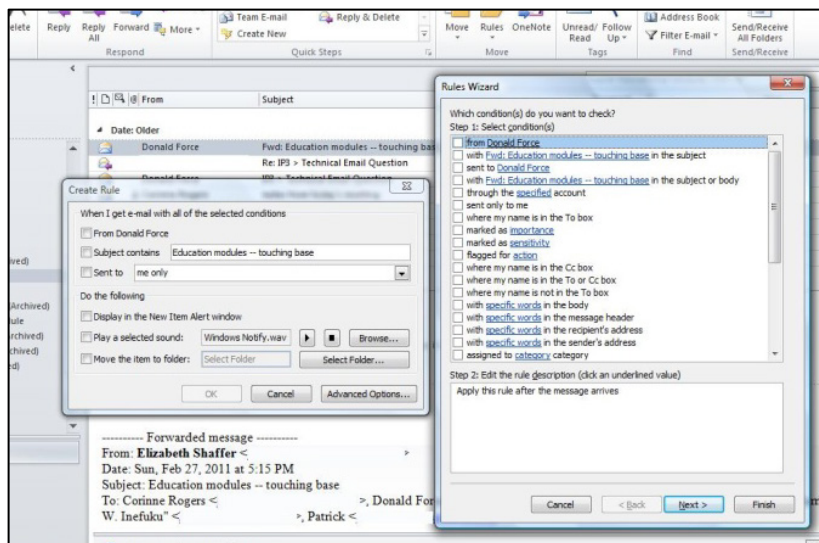 elete Reply Reply All Forward More
Team E-mail
Create New
Reply & Delete
Move Rules OneNote
Unread/ Read Follow Up
Address Book
Filter E-mail
Send/Receive All Folders
Respond Quick Steps Move Tags Find Send/Receive
! @ From Subject
Date: Older
Donald Force Fwd: Education modules -- touching bas
Re: IP3 > Technical Email Question
Create Rule
When I get e-mail with all of the selected conditions
From Donald Force
Subject contains Education modules -- touching base
Sent to me only
Do the following
Display in the New Item Alert window
Play a selected sound: Windows Notify.wav Browse...
Move the item to folder: Select Folder Select Folder...
OK Cancel Advanced Options...
ved)
(Archived)
ule
rchived)
chived)
ed)
Rules Wizard
Which condition(s) do you want to check?
Step 1: Select condition(s)
from Donald Force
with Fwd: Education modules -- touching base in the subject
sent to Donald Force
with Fwd: Education modules -- touching base in the subject or body
through the specified account
sent only to me
where my name is in the To box
marked as importance
marked as sensitivity
flagged for action
where my name is in the Cc box
where my name is in the To or Cc box
where my name is not in the To box
with specific words in the body
with specific words in the message header
with specific words in the recipient's address
with specific words in the sender's address
assigned to category category
Step 2: Edit the rule description (click an underlined value)
Apply this rule after the message arrives
Cancel < Back Next > Finish
---------- Forwarded message ----------
From: Elizabeth Shaffer < >
Date: Sun, Feb 27, 2011 at 5:15 PM
Subject: Education modules -- touching base
To: Corinne Rogers < >, Donald For
W. Inefuku" < >, Patrick <